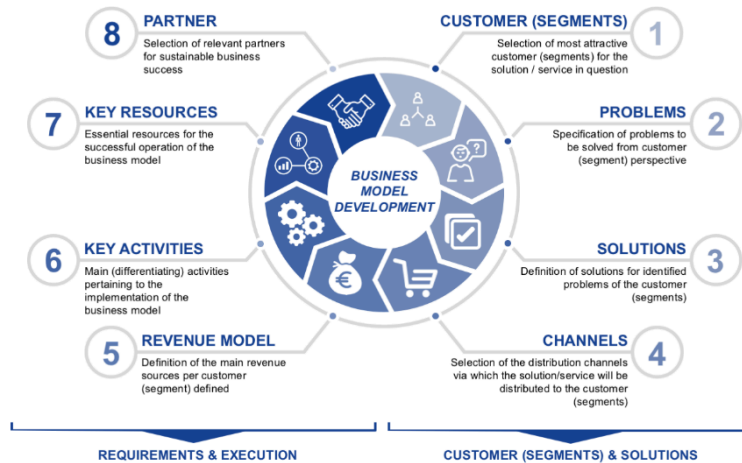 8
PARTNER
Selection of relevant partners
for sustainable business
success
CUSTOMER (SEGMENTS)
1
Selection of most attractive
customer (segments) for the
solution / service in question
7
KEY RESOURCES
Essential resources for the
successful operation of the
business model
PROBLEMS
2
Specification of problems to
be solved from customer
(segment) perspective
?
BUSINESS
MODEL
DEVELOPMENT
6
KEY ACTIVITIES
Main (differentiating) activities
pertaining to the
implementation of the
business model
SOLUTIONS
3
Definition of solutions for identified
problems of the customer
(segments)
€
5
REVENUE MODEL
Definition of the main revenue
sources per customer
(segment) defined
CHANNELS
4
Selection of the distribution channels
via which the solution/service will be
distributed to the customer
(segments)
REQUIREMENTS & EXECUTION
CUSTOMER (SEGMENTS) & SOLUTIONS